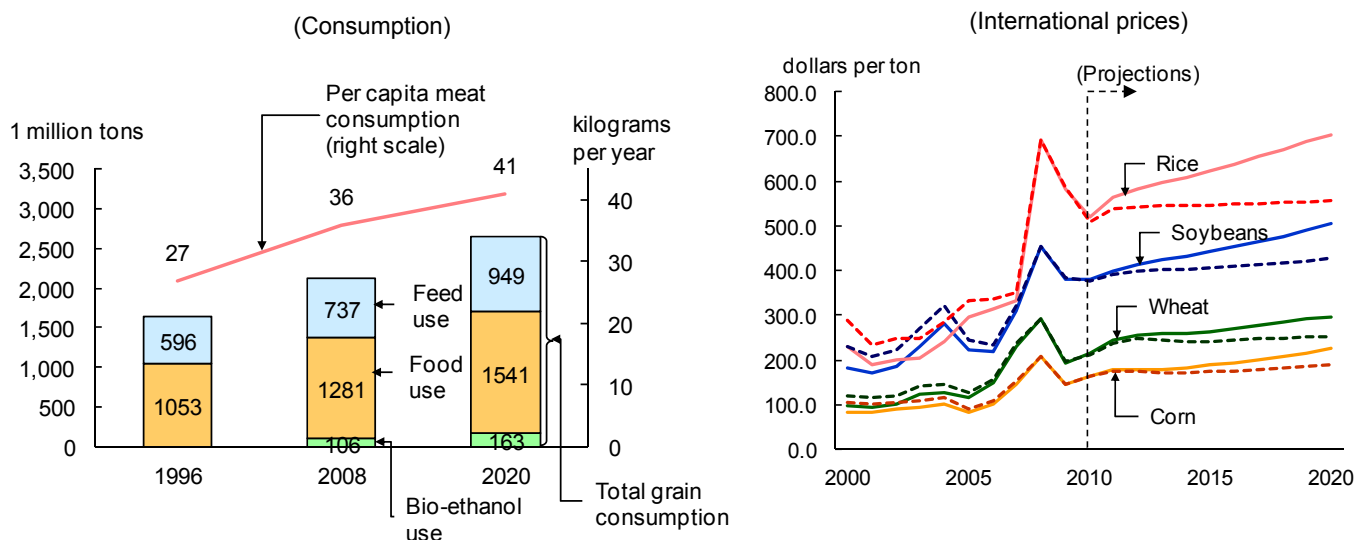 (Consumption)
1 million tons
Per capita meat
consumption
(right scale)
kilograms
per year
3,500
3,000
2,500
2,000
1,500
1,000
500
0
40
30
20
10
0
27
36
41
596
1053
737
1281
106
949
1541
163
Feed
use
Food
use
Bio-ethanol
use
Total grain
consumption
1996
2008
2020
(International prices)
dollars per ton
(Projections)
800.0
700.0
600.0
500.0
400.0
300.0
200.0
100.0
0.0
Rice
Soybeans
Wheat
Corn
2000
2005
2010
2015
2020